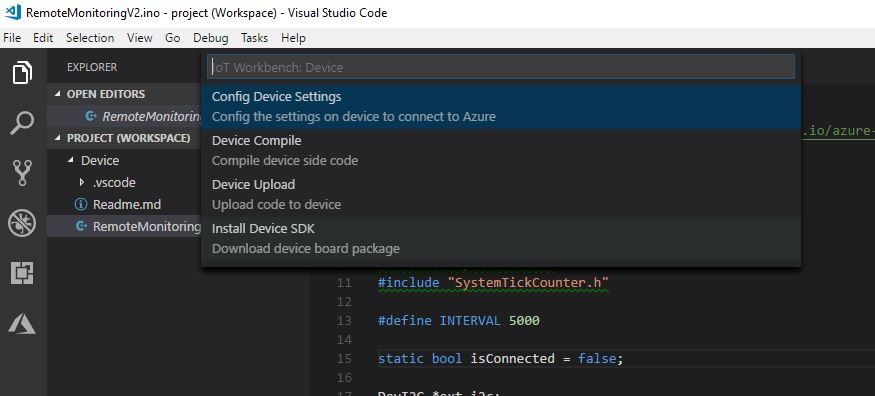 RemoteMonitoringV2.ino - project (Workspace) - Visual Studio Code
File Edit Selection View Go Debug Tasks Help
EXPLORER
IoT Workbench: Device
OPEN EDITORS
RemoteMonitoring
PROJECT (WORKSPACE)
Device
.vscode
Readme.md
RemoteMonitoring
Config Device Settings
Config the settings on device to connect to Azure
Device Compile
Compile device side code
Device Upload
Upload code to device
Install Device SDK
Download device board package
.io/azure-
11 #include "SystemTickCounter.h"
12
13 #define INTERVAL 5000
14
15 static bool isConnected = false;
16
17 DevI2C *ext_i2c;